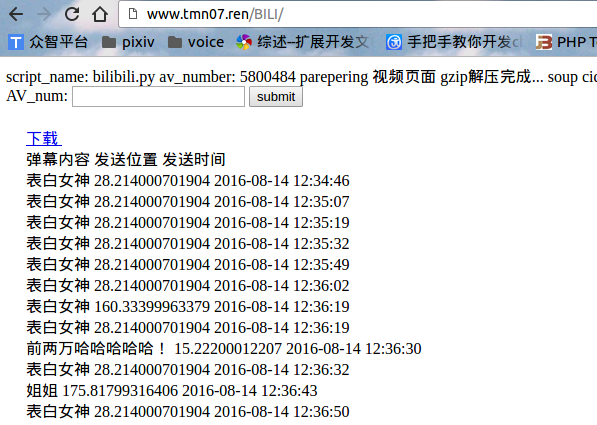 www.tmn07.ren/BILI/
众智平台 pixiv voice 综述--扩展开发文 手把手教你开发 PHP T
script_name: bilibili.py av_number: 5800484 parepering 视频页面 gzip解压完成... soup cid
AV_num: submit
下载
弹幕内容 发送位置 发送时间
表白女神 28.214000701904 2016-08-14 12:34:46
表白女神 28.214000701904 2016-08-14 12:35:07
表白女神 28.214000701904 2016-08-14 12:35:19
表白女神 28.214000701904 2016-08-14 12:35:32
表白女神 28.214000701904 2016-08-14 12:35:49
表白女神 28.214000701904 2016-08-14 12:36:02
表白女神 160.33399963379 2016-08-14 12:36:19
表白女神 28.214000701904 2016-08-14 12:36:19
前两万哈哈哈哈哈！ 15.22200012207 2016-08-14 12:36:30
表白女神 28.214000701904 2016-08-14 12:36:32
姐姐 175.81799316406 2016-08-14 12:36:43
表白女神 28.214000701904 2016-08-14 12:36:50